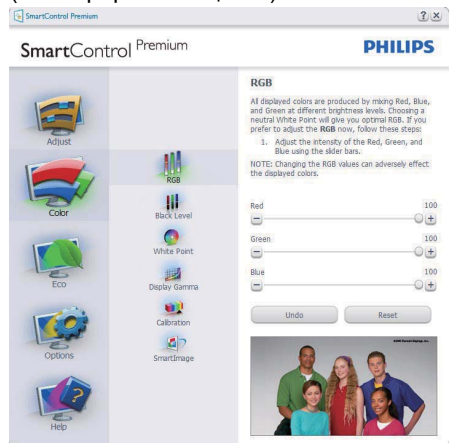 SmartControl Premium
SmartControl Premium
PHILIPS
Adjust
Color
Eco
Options
Help
RGB
Black Level
White Point
Display Gamma
Calibration
SmartImage
RGB
All displayed colors are produced by mixing Red, Blue,
and Green at different brightness levels. Choosing a
neutral White Point will give you optimal RGB. If you
prefer to adjust the RGB now, follow these steps:
1. Adjust the intensity of the Red, Green, and
Blue using the slider bars.
NOTE: Changing the RGB values can adversely effect
the displayed colors.
Red 100
Green 100
Blue 100
Undo Reset